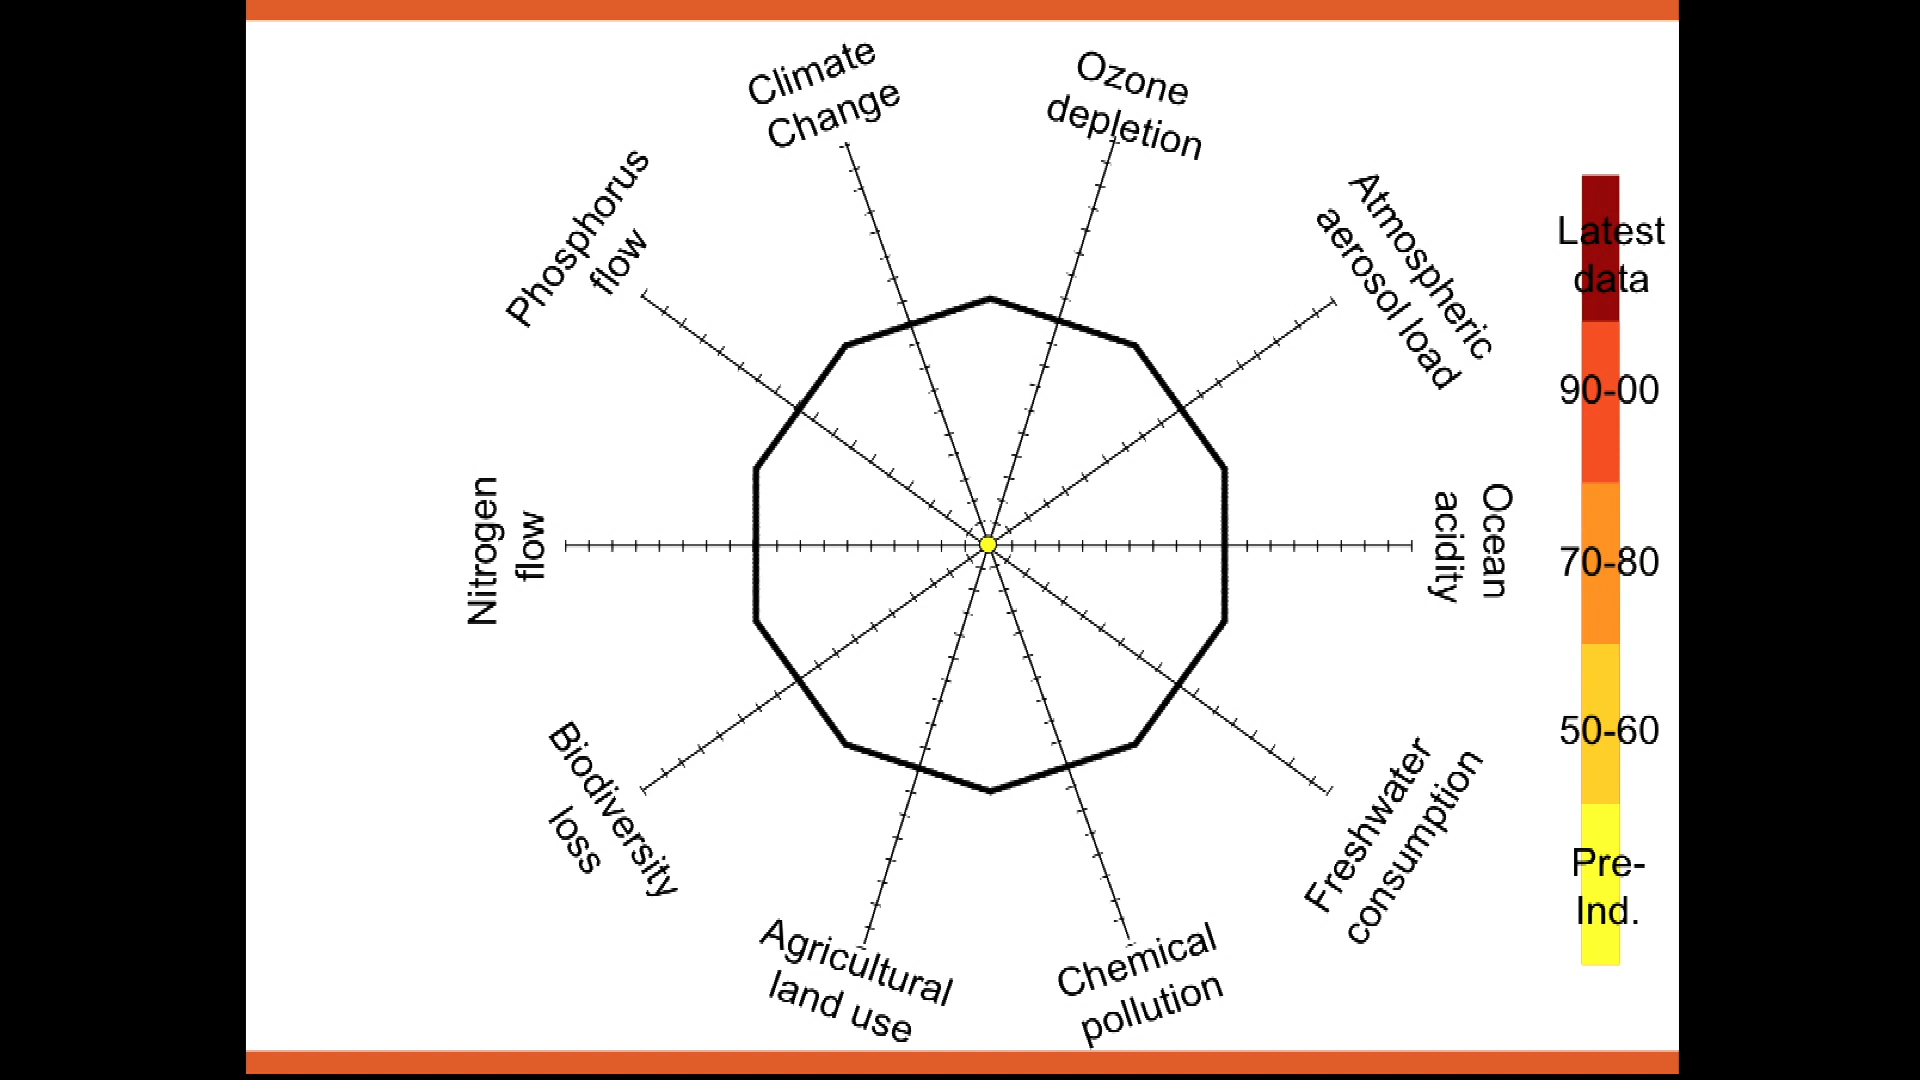 Climate
Change
Ozone
depletion
Atmospheric
aerosol load
Ocean
acidity
Freshwater
consumption
Chemical
pollution
Agricultural
land use
Biodiversity
loss
Nitrogen
flow
Phosphorus
flow
Latest
data
90-00
70-80
50-60
Pre-
Ind.